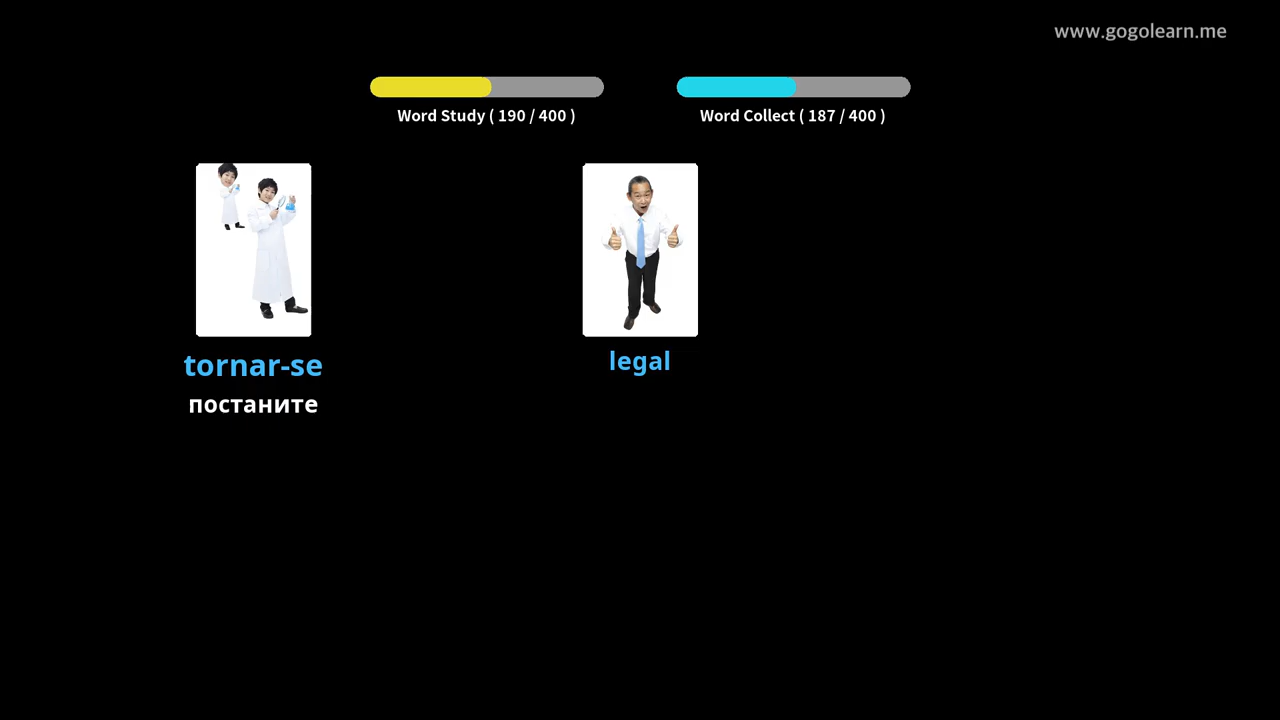 www.gogolearn.me
Word Study ( 190 / 400 )
Word Collect ( 187 / 400 )
tornar-se
постаните
legal